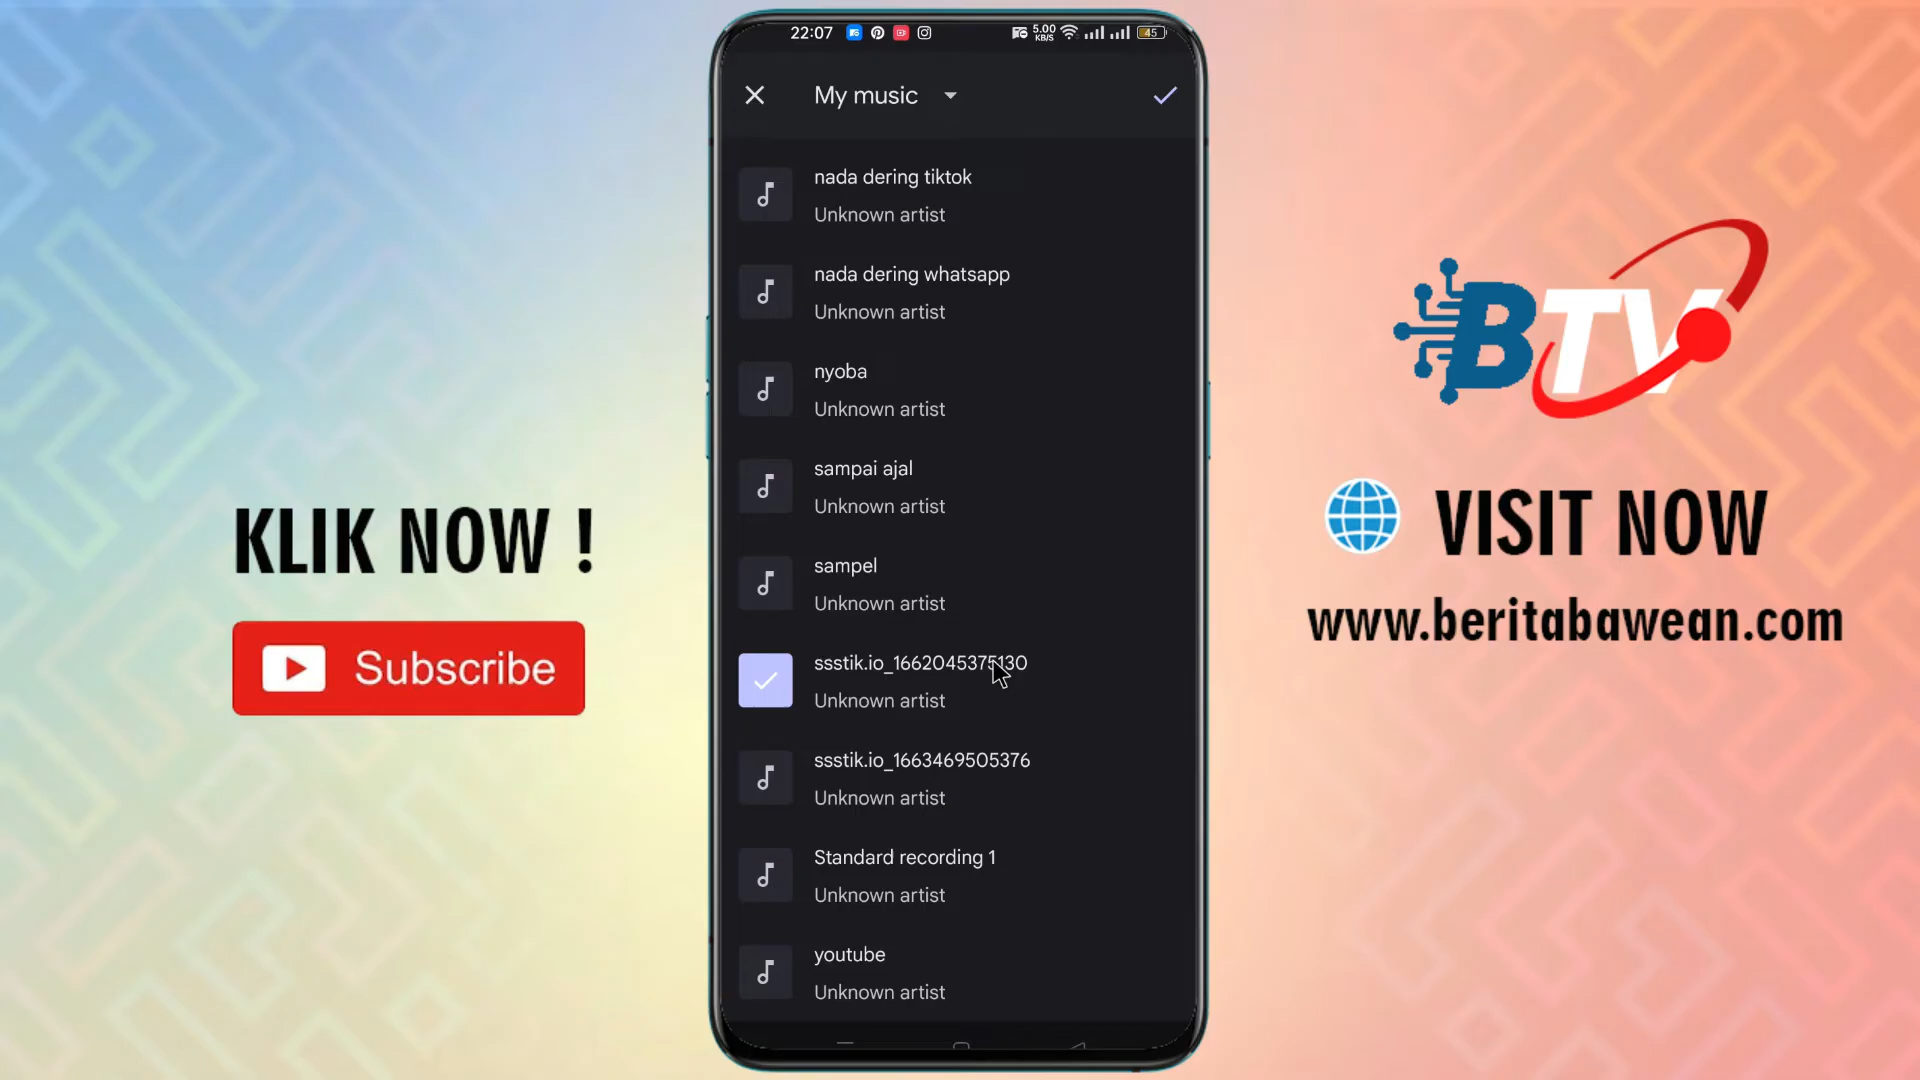 22:07
5.00
KB/S
45
My music
nada dering tiktok
Unknown artist
nada dering whatsapp
Unknown artist
nyoba
Unknown artist
sampai ajal
Unknown artist
sampel
Unknown artist
ssstik.io_1662045375130
Unknown artist
ssstik.io_1663469505376
Unknown artist
Standard recording 1
Unknown artist
youtube
Unknown artist
KLIK NOW !
Subscribe
BTV
VISIT NOW
www.beritabawean.com